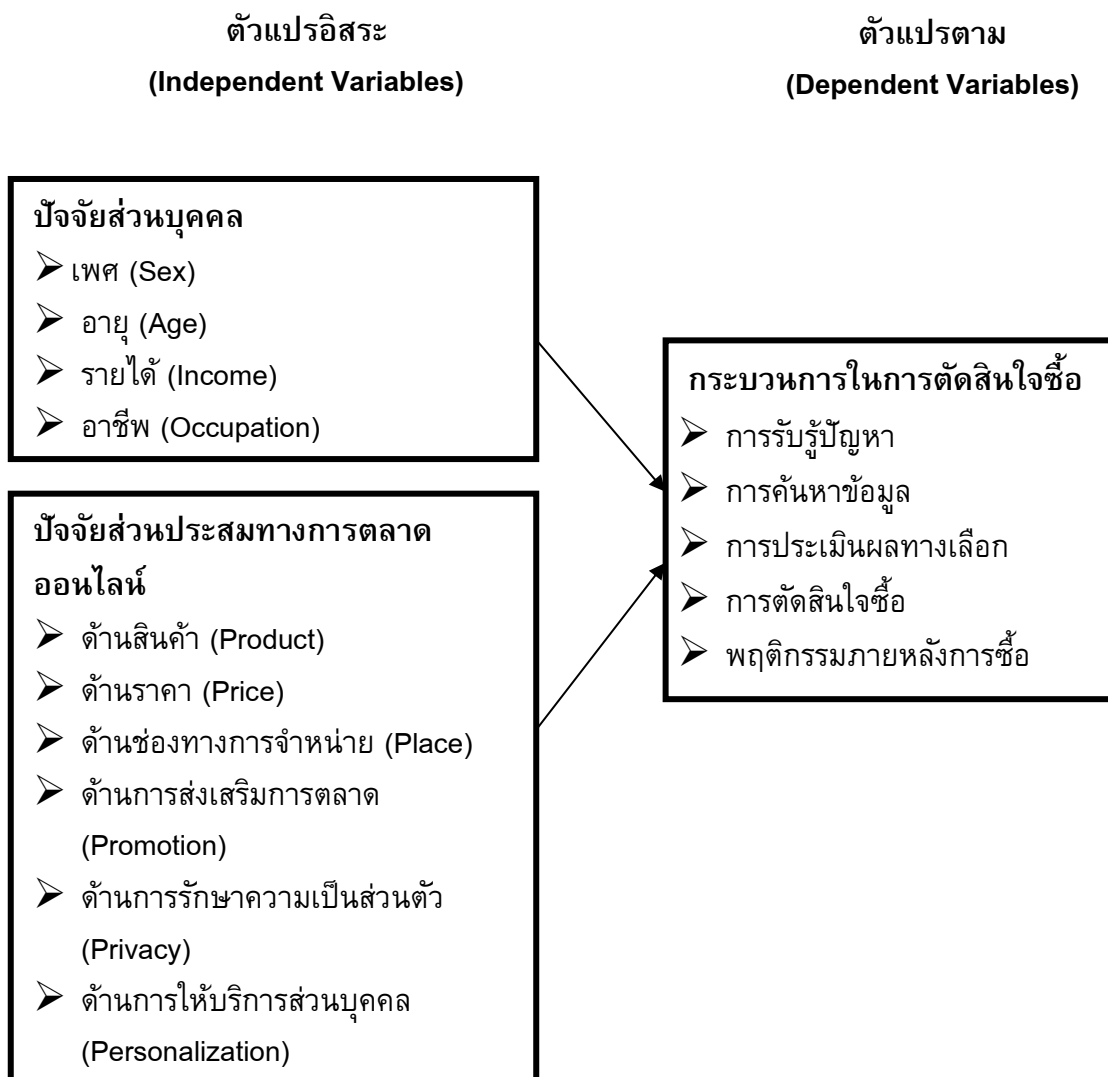 ตัวแปรอิสระ
(Independent Variables)
ตัวแปรตาม
(Dependent Variables)
ปัจจัยส่วนบุคคล
➢ เพศ (Sex)
➢ อายุ (Age)
➢ รายได้ (Income)
➢ อาชีพ (Occupation)
ปัจจัยส่วนประสมทางการตลาด
ออนไลน์
➢ ด้านสินค้า (Product)
➢ ด้านราคา (Price)
➢ ด้านช่องทางการจำหน่าย (Place)
➢ ด้านการส่งเสริมการตลาด
(Promotion)
➢ ด้านการรักษาความเป็นส่วนตัว
(Privacy)
➢ ด้านการให้บริการส่วนบุคคล
(Personalization)
กระบวนการในการตัดสินใจซื้อ
➢ การรับรู้ปัญหา
➢ การค้นหาข้อมูล
➢ การประเมินผลทางเลือก
➢ การตัดสินใจซื้อ
➢ พฤติกรรมภายหลังการซื้อ